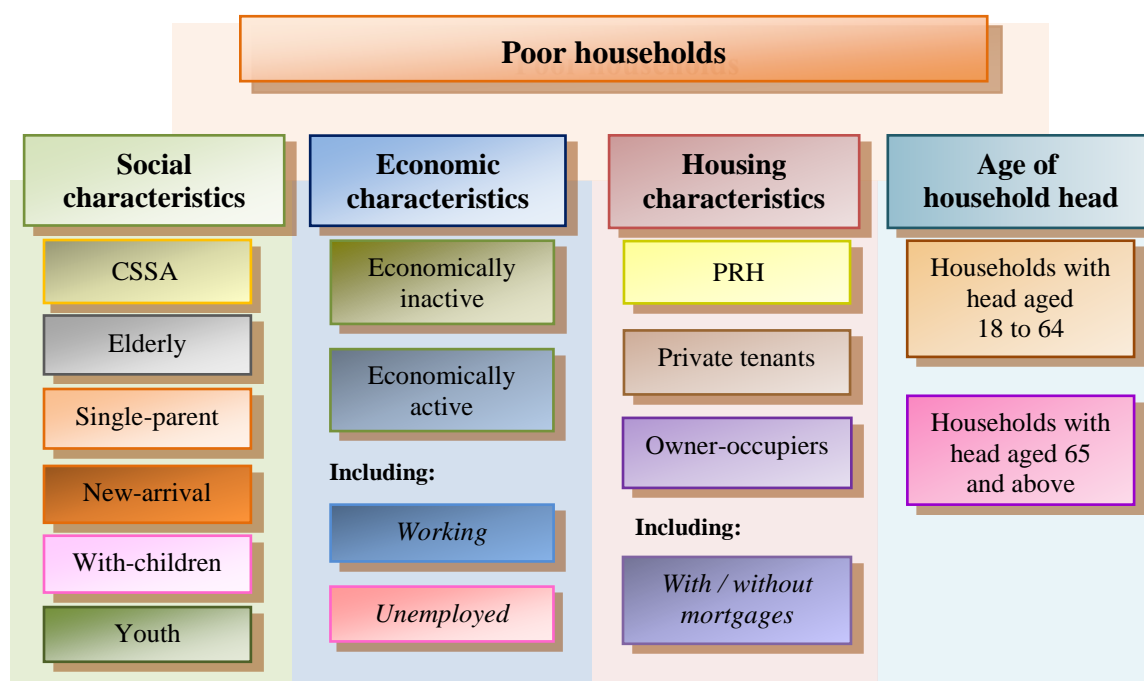 Poor households
Social
characteristics
CSSA
Elderly
Single-parent
New-arrival
With-children
Youth
Economic
characteristics
Economically
inactive
Economically
active
Including:
Working
Unemployed
Housing
characteristics
PRH
Private tenants
Owner-occupiers
Including:
With / without
mortgages
Age of
household head
Households with
head aged
18 to 64
Households with
head aged 65
and above